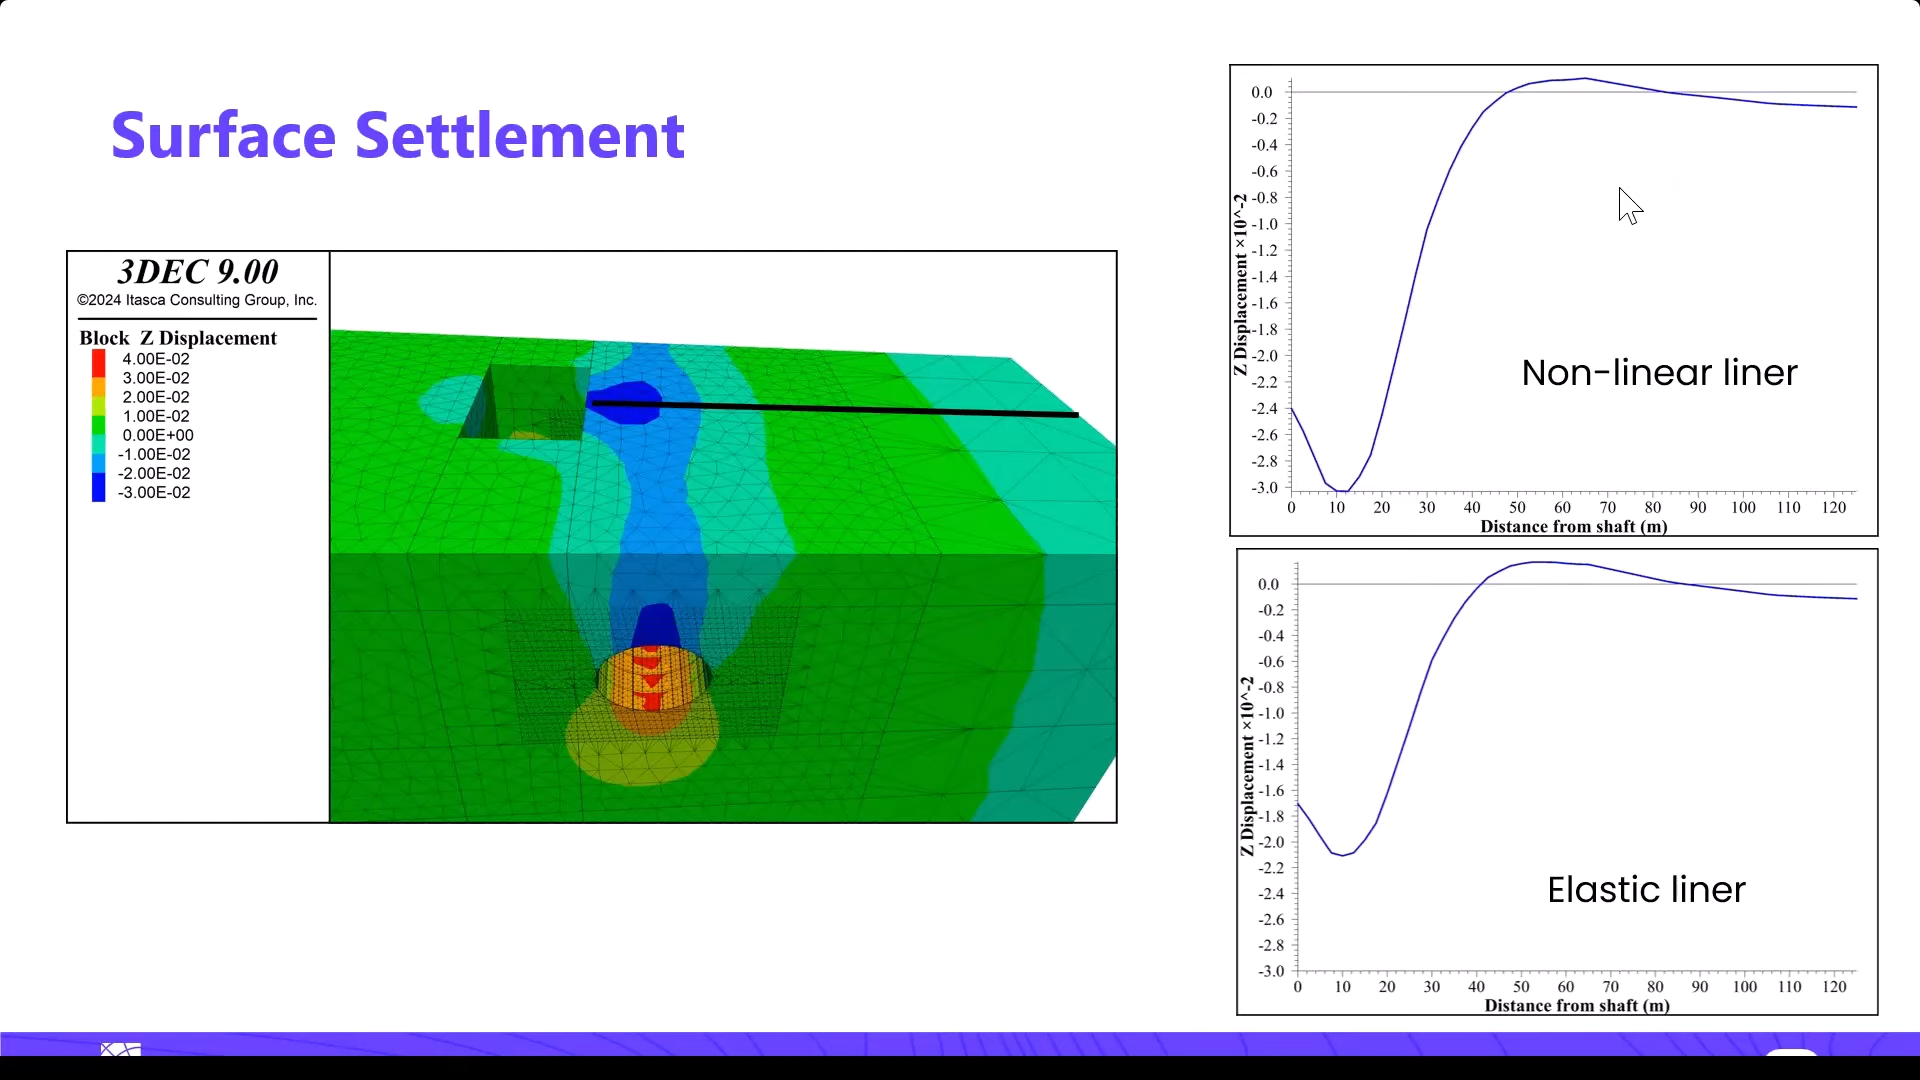 Surface Settlement
3DEC 9.00
©2024 Itasca Consulting Group, Inc.
Block Z Displacement
4.00E-02
3.00E-02
2.00E-02
1.00E-02
0.00E+00
-1.00E-02
-2.00E-02
-3.00E-02
Z Displacement ×10^-2
0.0
-0.2
-0.4
-0.6
-0.8
-1.0
-1.2
-1.4
-1.6
-1.8
-2.0
-2.2
-2.4
-2.6
-2.8
-3.0
Non-linear liner
0 10 20 30 40 50 60 70 80 90 100 110 120
Distance from shaft (m)
Z Displacement ×10^-2
0.0
-0.2
-0.4
-0.6
-0.8
-1.0
-1.2
-1.4
-1.6
-1.8
-2.0
-2.2
-2.4
-2.6
-2.8
-3.0
Elastic liner
0 10 20 30 40 50 60 70 80 90 100 110 120
Distance from shaft (m)